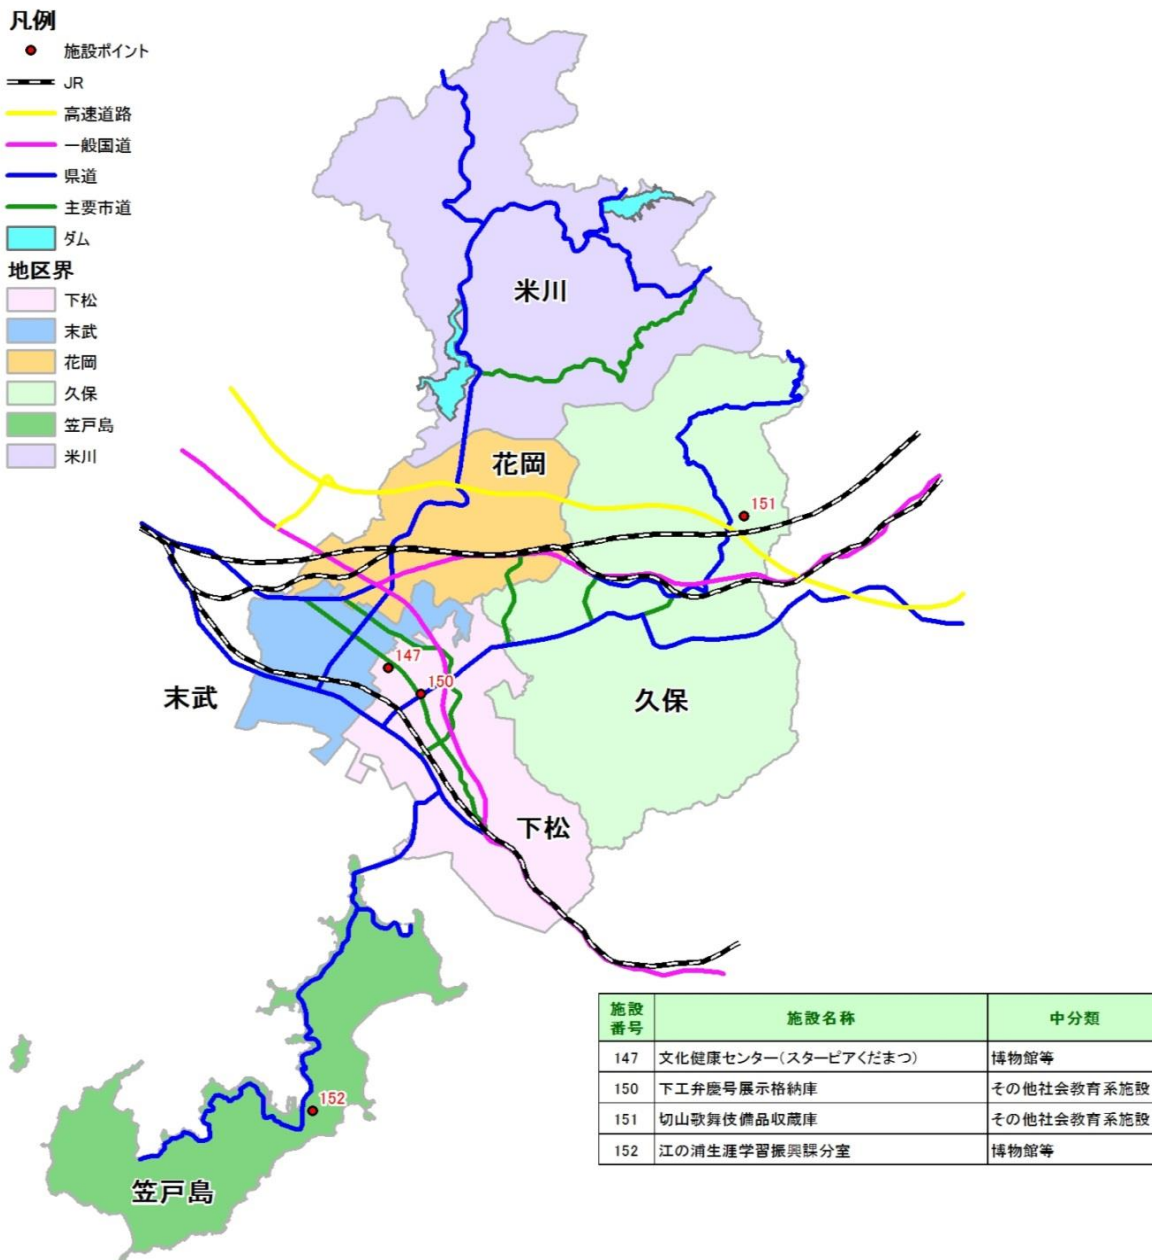 凡例
施設ポイント
JR
高速道路
一般国道
県道
主要市道
ダム
地区界
下松
末武
花岡
久保
笠戸島
米川
米川
花岡
151
147
150
末武
久保
下松
152
笠戸島
施設番号 施設名称 中分類
147 文化健康センター(スターピアくだまつ) 博物館等
150 下工弁慶号展示格納庫 その他社会教育系施設
151 切山歌舞伎備品収蔵庫 その他社会教育系施設
152 江の浦生涯学習振興課分室 博物館等